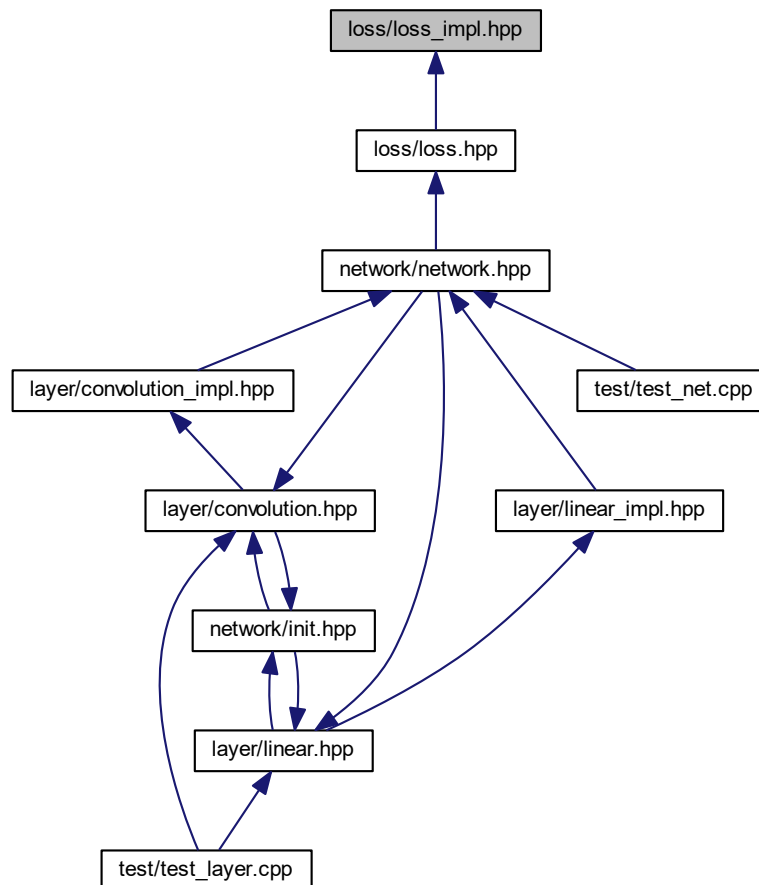 loss/loss_impl.hpp
loss/loss.hpp
network/network.hpp
layer/convolution_impl.hpp
test/test_net.cpp
layer/convolution.hpp
layer/linear_impl.hpp
network/init.hpp
layer/linear.hpp
test/test_layer.cpp